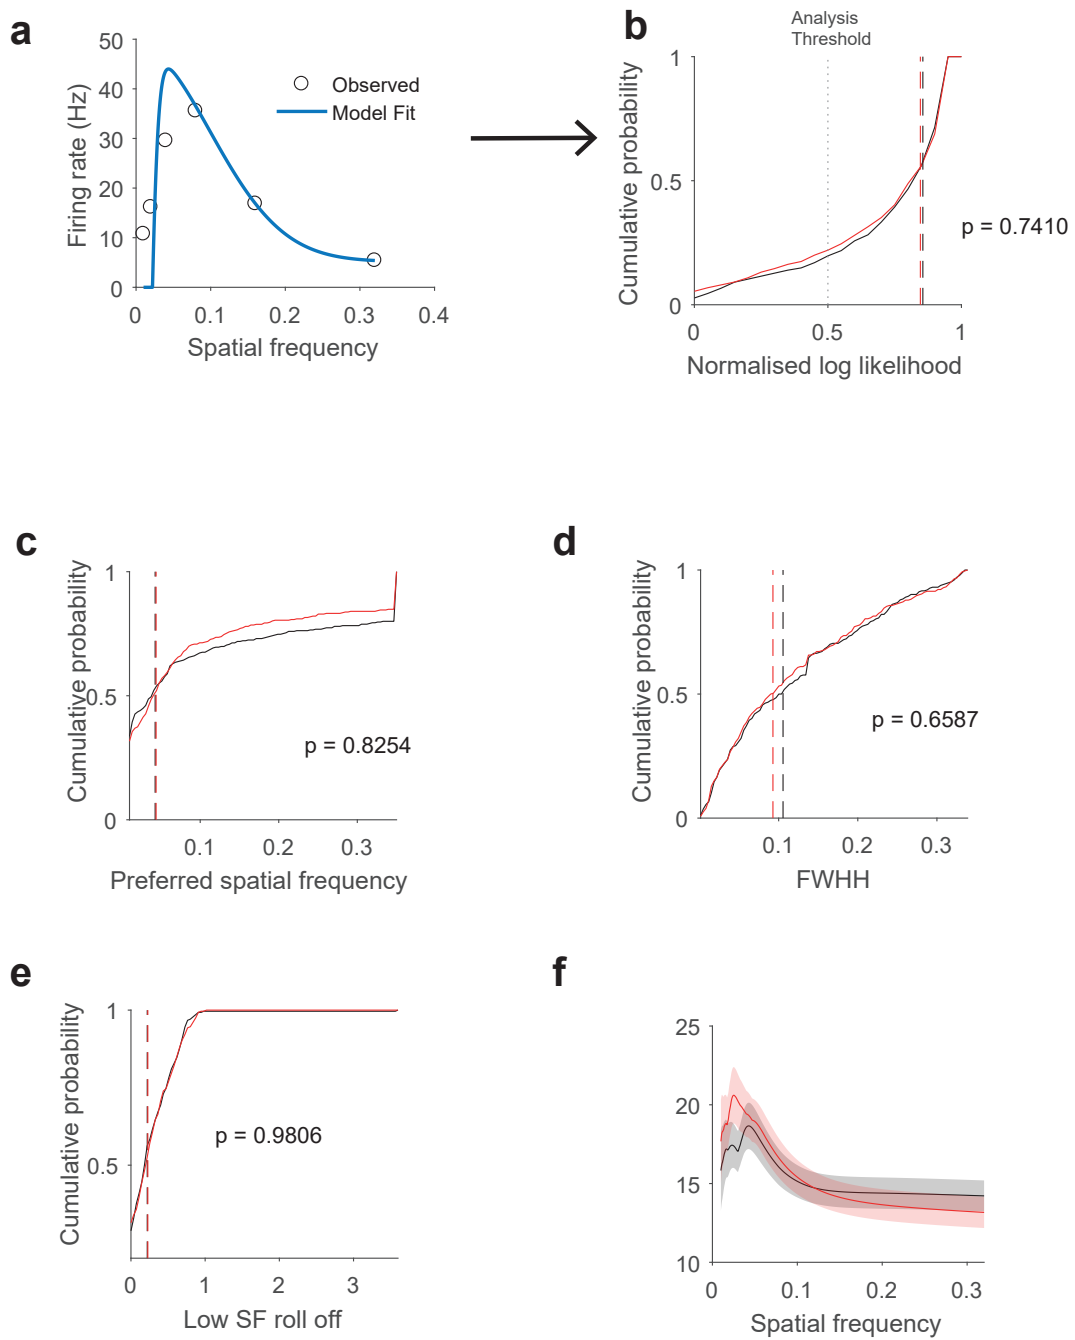 a
50
40
30
20
10
0
Firing rate (Hz)
Observed
Model Fit
0
0.1
0.2
0.3
0.4
Spatial frequency
b
Analysis
Threshold
1
0.5
0
Cumulative probability
p = 0.7410
0
0.5
1
Normalised log likelihood
c
1
0.5
0
Cumulative probability
p = 0.8254
0.1
0.2
0.3
Preferred spatial frequency
d
1
0.5
0
Cumulative probability
p = 0.6587
0.1
0.2
0.3
FWHH
e
1
0.5
Cumulative probability
p = 0.9806
0
1
3
Low SF roll off
f
25
20
15
10
0
0.1
0.2
0.3
Spatial frequency